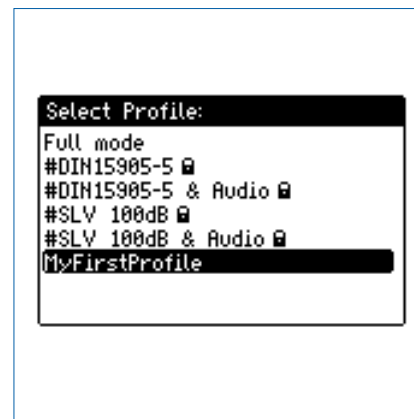 Select Profile:
Full mode
#DIN15905-5
#DIN15905-5 & Audio
#SLV 100dB
#SLV 100dB & Audio
MyFirstProfile